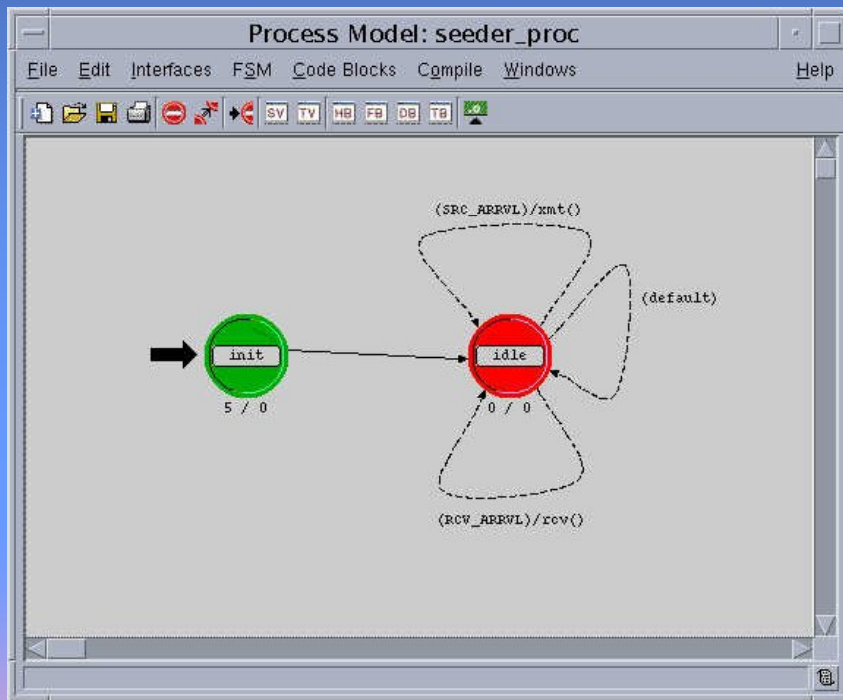 Process Model: seeder_proc
File Edit Interfaces FSM Code Blocks Compile Windows Help
SV TV HB FB DB TB
(SRC_ARRVL)/xmt()
(default)
init
idle
5 / 0
0 / 0
(RCV_ARRVL)/rcv()